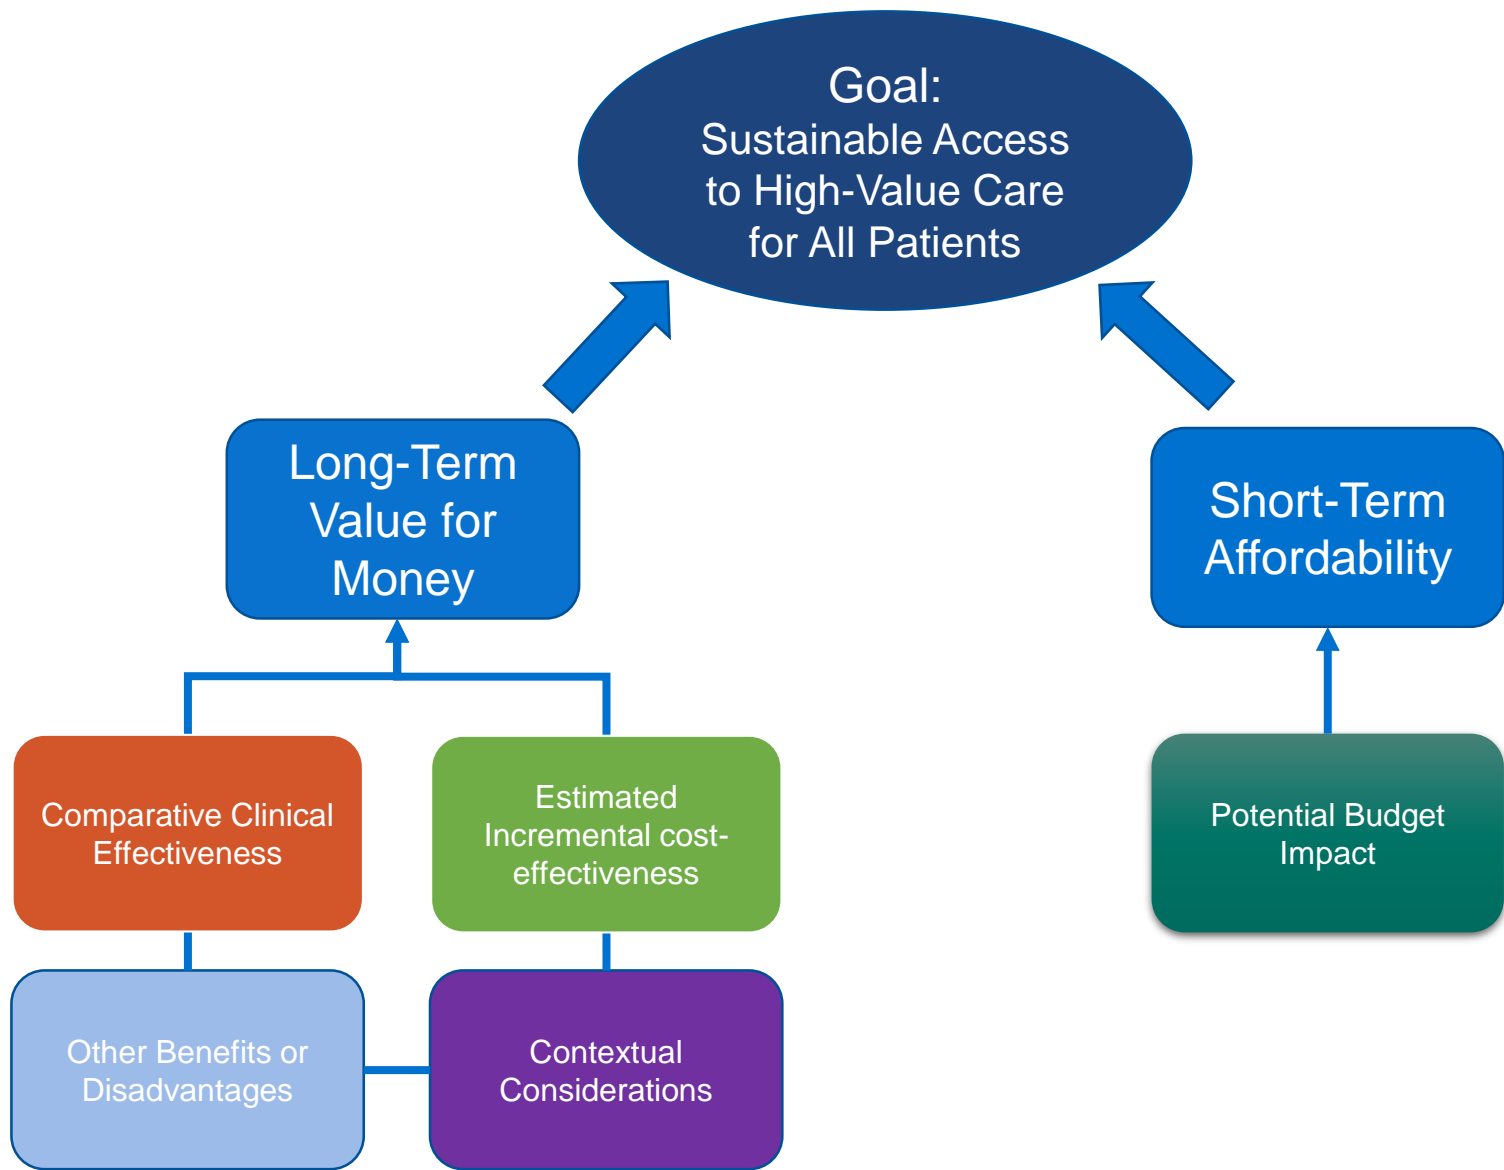 Goal:
Sustainable Access
to High-Value Care
for All Patients
Long-Term
Value for
Money
Short-Term
Affordability
Comparative Clinical
Effectiveness
Estimated
Incremental cost-
effectiveness
Potential Budget
Impact
Other Benefits or
Disadvantages
Contextual
Considerations